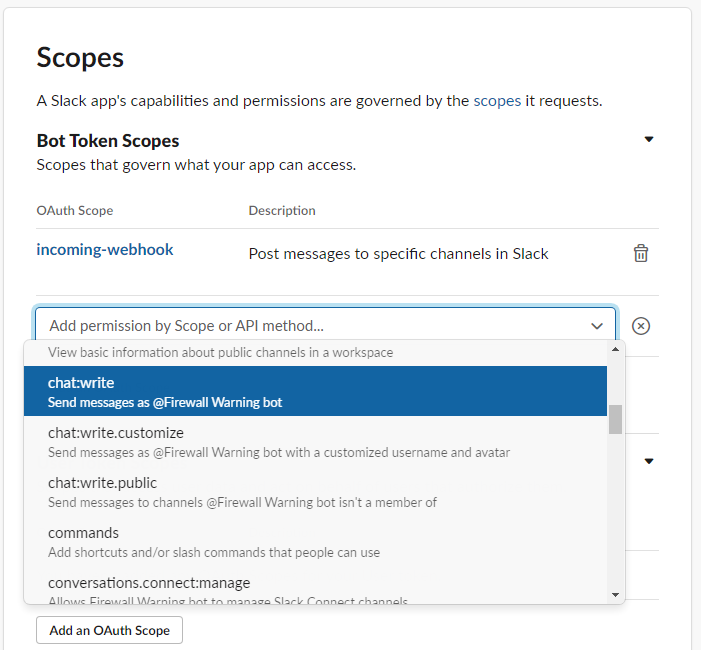 Scopes
A Slack app's capabilities and permissions are governed by the scopes it requests.
Bot Token Scopes
Scopes that govern what your app can access.
OAuth Scope Description
incoming-webhook Post messages to specific channels in Slack
Add permission by Scope or API method...
View basic information about public channels in a workspace
chat:write
Send messages as @Firewall Warning bot
chat:write.customize
Send messages as @Firewall Warning bot with a customized username and avatar
chat:write.public
Send messages to channels @Firewall Warning bot isn't a member of
commands
Add shortcuts and/or slash commands that people can use
conversations.connect:manage
Allows Firewall Warning bot to manage Slack Connect channels
Add an OAuth Scope